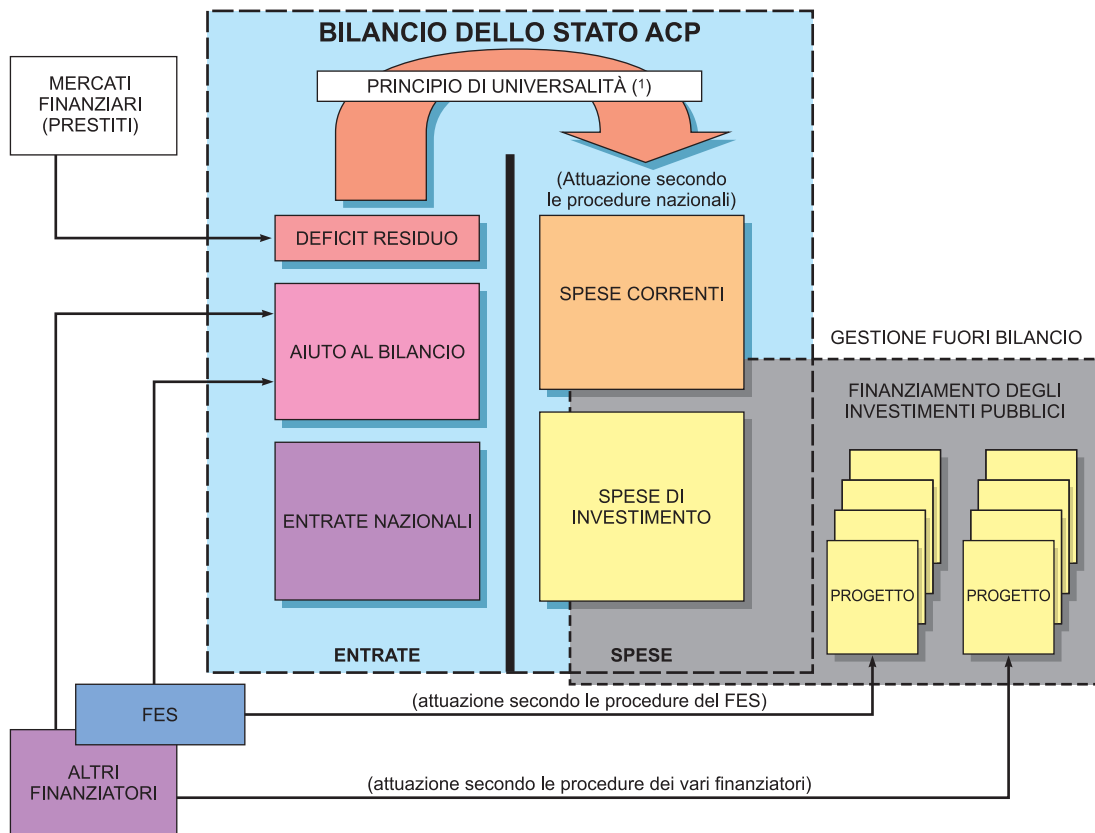 BILANCIO DELLO STATO ACP
MERCATI
FINANZIARI
(PRESTITI)
PRINCIPIO DI UNIVERSALITÀ (¹)
(Attuazione secondo
le procedure nazionali)
DEFICIT RESIDUO
SPESE CORRENTI
AIUTO AL BILANCIO
GESTIONE FUORI BILANCIO
FINANZIAMENTO DEGLI
INVESTIMENTI PUBBLICI
ENTRATE NAZIONALI
SPESE DI
INVESTIMENTO
PROGETTO
PROGETTO
ENTRATE
SPESE
FES
(attuazione secondo le procedure del FES)
ALTRI
FINANZIATORI
(attuazione secondo le procedure dei vari finanziatori)